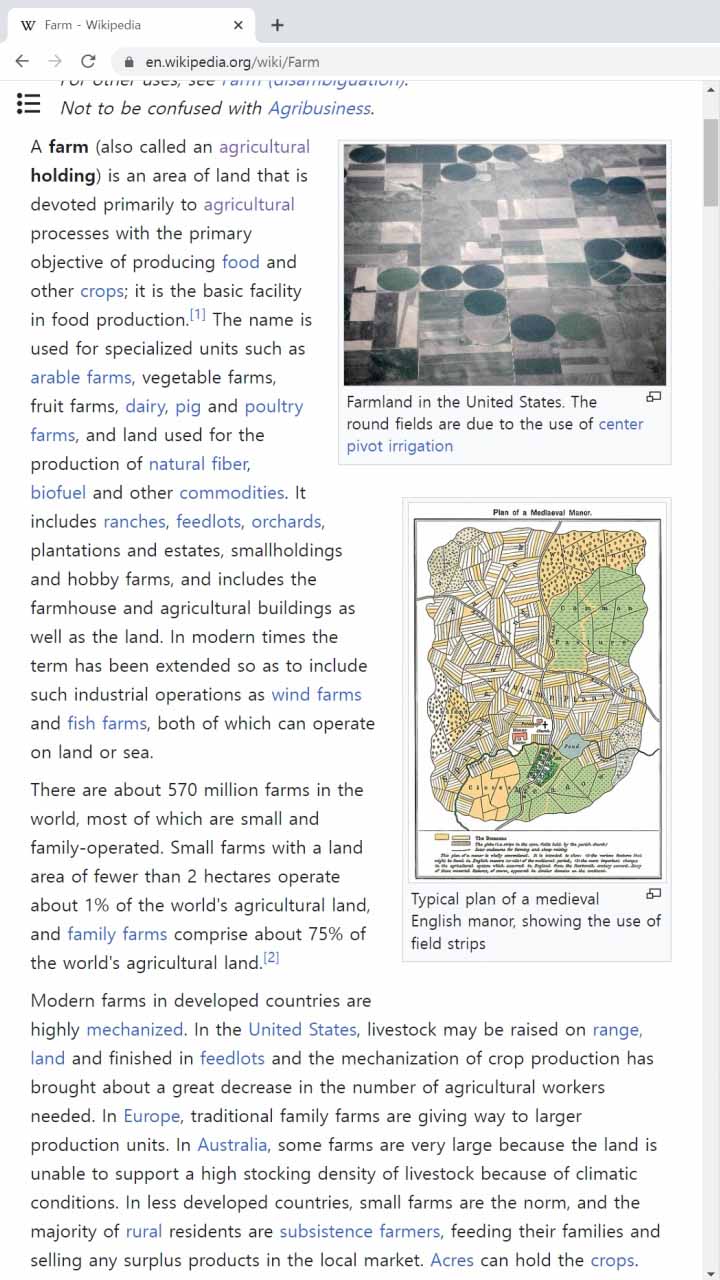 Farm - Wikipedia
en.wikipedia.org/wiki/Farm
For other uses, see Farm (disambiguation).
Not to be confused with Agribusiness.
A farm (also called an agricultural
holding) is an area of land that is
devoted primarily to agricultural
processes with the primary
objective of producing food and
other crops; it is the basic facility
in food production.[1] The name is
used for specialized units such as
arable farms, vegetable farms,
fruit farms, dairy, pig and poultry
farms, and land used for the
production of natural fiber,
biofuel and other commodities. It
includes ranches, feedlots, orchards,
plantations and estates, smallholdings
and hobby farms, and includes the
farmhouse and agricultural buildings as
well as the land. In modern times the
term has been extended so as to include
such industrial operations as wind farms
and fish farms, both of which can operate
on land or sea.
Farmland in the United States. The
round fields are due to the use of center
pivot irrigation
Plan of a Mediaeval Manor.
Common
Pasture
Pond
Typical plan of a medieval
English manor, showing the use of
field strips
There are about 570 million farms in the
world, most of which are small and
family-operated. Small farms with a land
area of fewer than 2 hectares operate
about 1% of the world's agricultural land,
and family farms comprise about 75% of
the world's agricultural land.[2]
Modern farms in developed countries are
highly mechanized. In the United States, livestock may be raised on range,
land and finished in feedlots and the mechanization of crop production has
brought about a great decrease in the number of agricultural workers
needed. In Europe, traditional family farms are giving way to larger
production units. In Australia, some farms are very large because the land is
unable to support a high stocking density of livestock because of climatic
conditions. In less developed countries, small farms are the norm, and the
majority of rural residents are subsistence farmers, feeding their families and
selling any surplus products in the local market. Acres can hold the crops.